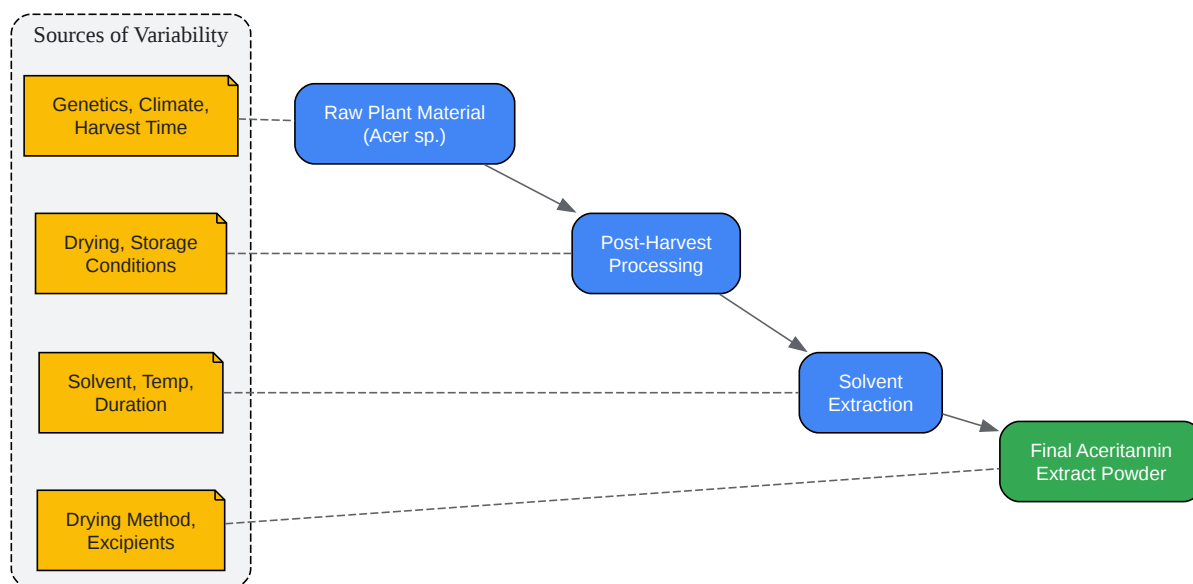 Sources of Variability
Genetics, Climate,
Harvest Time
Raw Plant Material
(Acer sp.)
Drying, Storage
Conditions
Post-Harvest
Processing
Solvent, Temp,
Duration
Solvent
Extraction
Final Aceritannin
Extract Powder
Drying Method,
Excipients